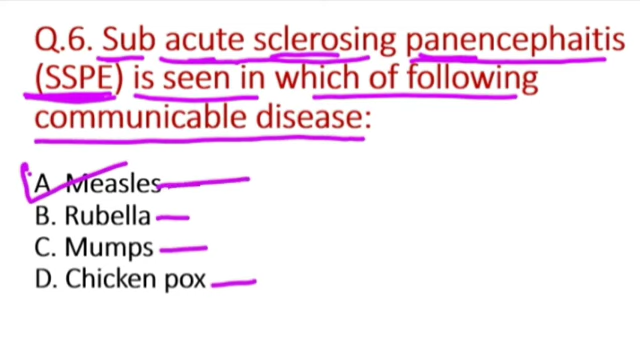 Q.6. Sub acute sclerosing panencephaitis
(SSPE) is seen in which of following
communicable disease:
A. Measles
B. Rubella
C. Mumps
D. Chicken pox